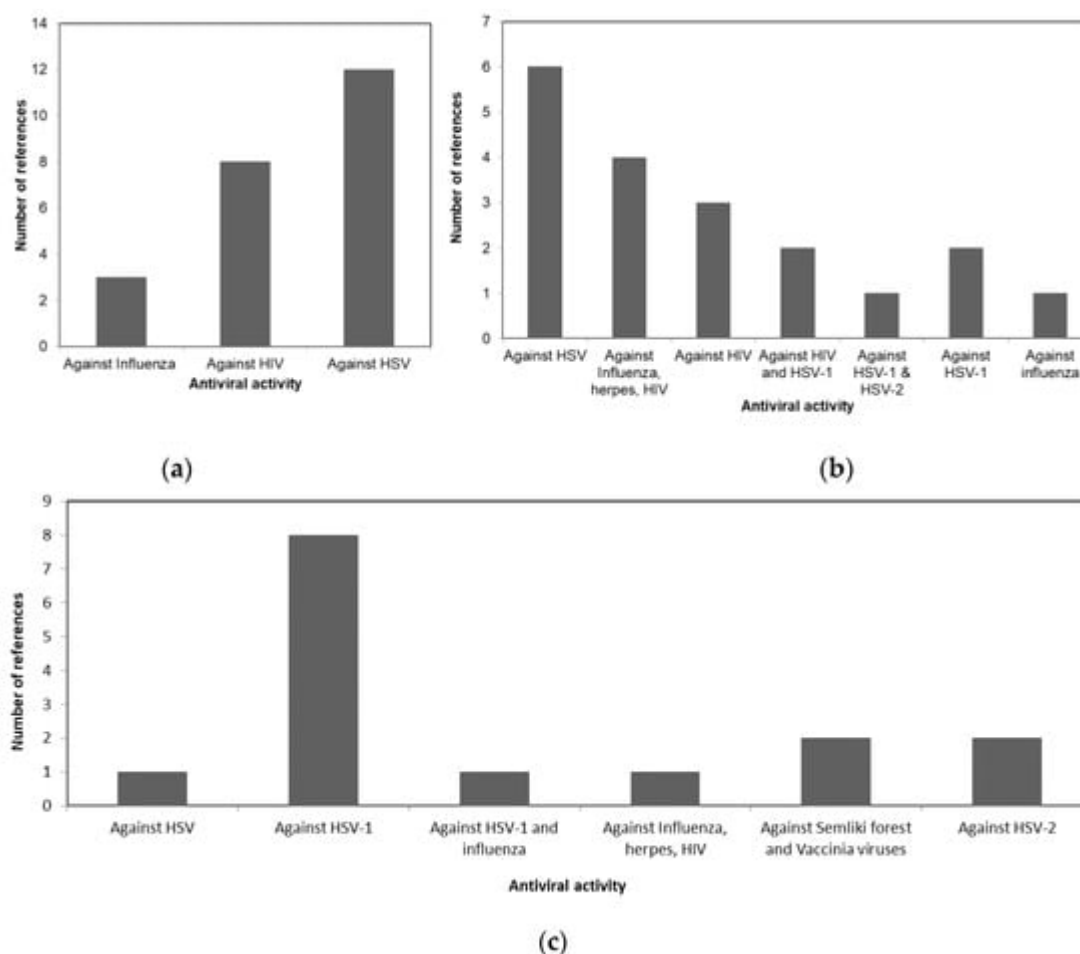 14
12
10
8
6
4
2
0
Number of references
Against Influenza
Against HIV
Against HSV
Antiviral activity
(a)
7
6
5
4
3
2
1
0
Number of references
Against HSV
Against
Influenza,
herpes, HIV
Against HIV
Against HIV
and HSV-1
Against
HSV-1 &
HSV-2
Against
HSV-1
Against
influenza
Antiviral activity
(b)
9
8
7
6
5
4
3
2
1
0
Number of references
Against HSV
Against HSV-1
Against HSV-1 and
influenza
Against Influenza,
herpes, HIV
Against Semliki forest
and Vaccinia viruses
Against HSV-2
Antiviral activity
(c)